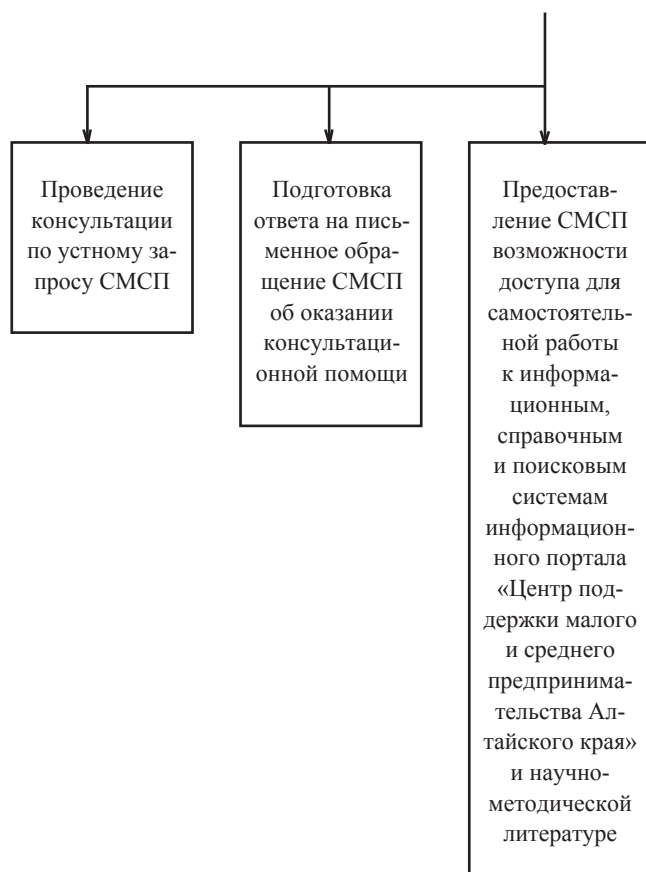 Проведение
консультации
по устному за-
просу СМСП
Подготовка
ответа на пись-
менное обра-
щение СМСП
об оказании
консультаци-
онной помощи
Предостав-
ление СМСП
возможности
доступа для
самостоятель-
ной работы
к информа-
ционным,
справочным
и поисковым
системам
информацион-
ного портала
«Центр под-
держки малого
и среднего
предпринима-
тельства Ал-
тайского края»
и научно-
методической
литературе